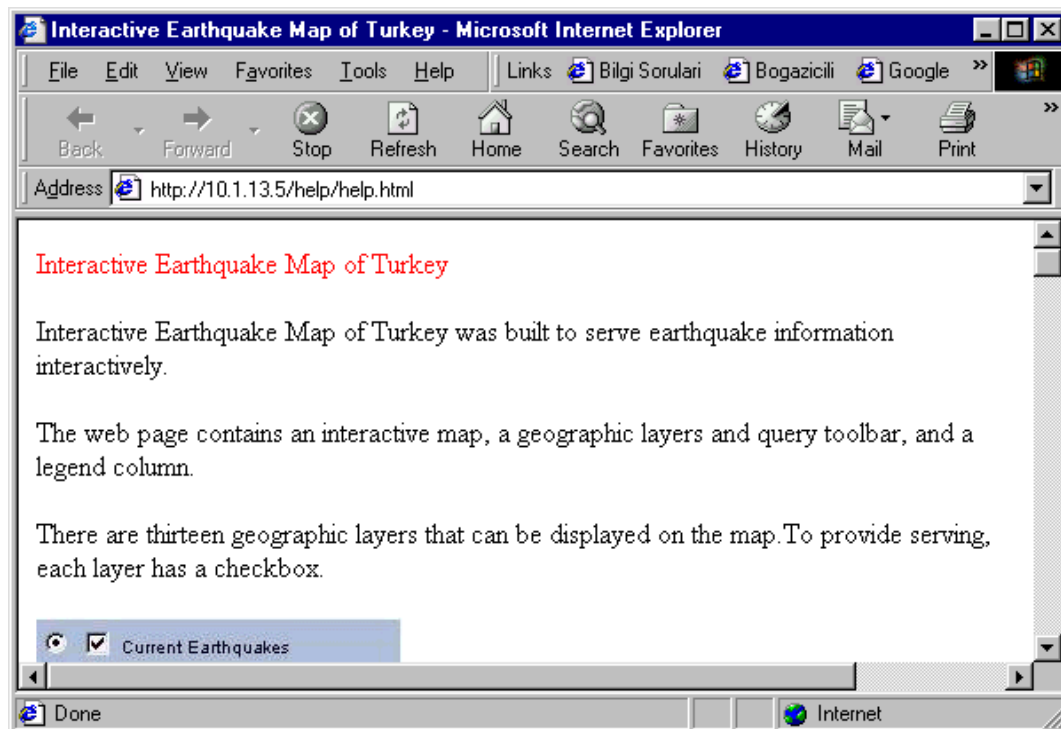 Interactive Earthquake Map of Turkey - Microsoft Internet Explorer
File Edit View Favorites Tools Help Links Bilgi Sorulari Bogazicili Google »
Back Forward Stop Refresh Home Search Favorites History Mail Print »
Address http://10.1.13.5/help/help.html
Interactive Earthquake Map of Turkey
Interactive Earthquake Map of Turkey was built to serve earthquake information
interactively.
The web page contains an interactive map, a geographic layers and query toolbar, and a
legend column.
There are thirteen geographic layers that can be displayed on the map.To provide serving,
each layer has a checkbox.
Current Earthquakes
Done Internet